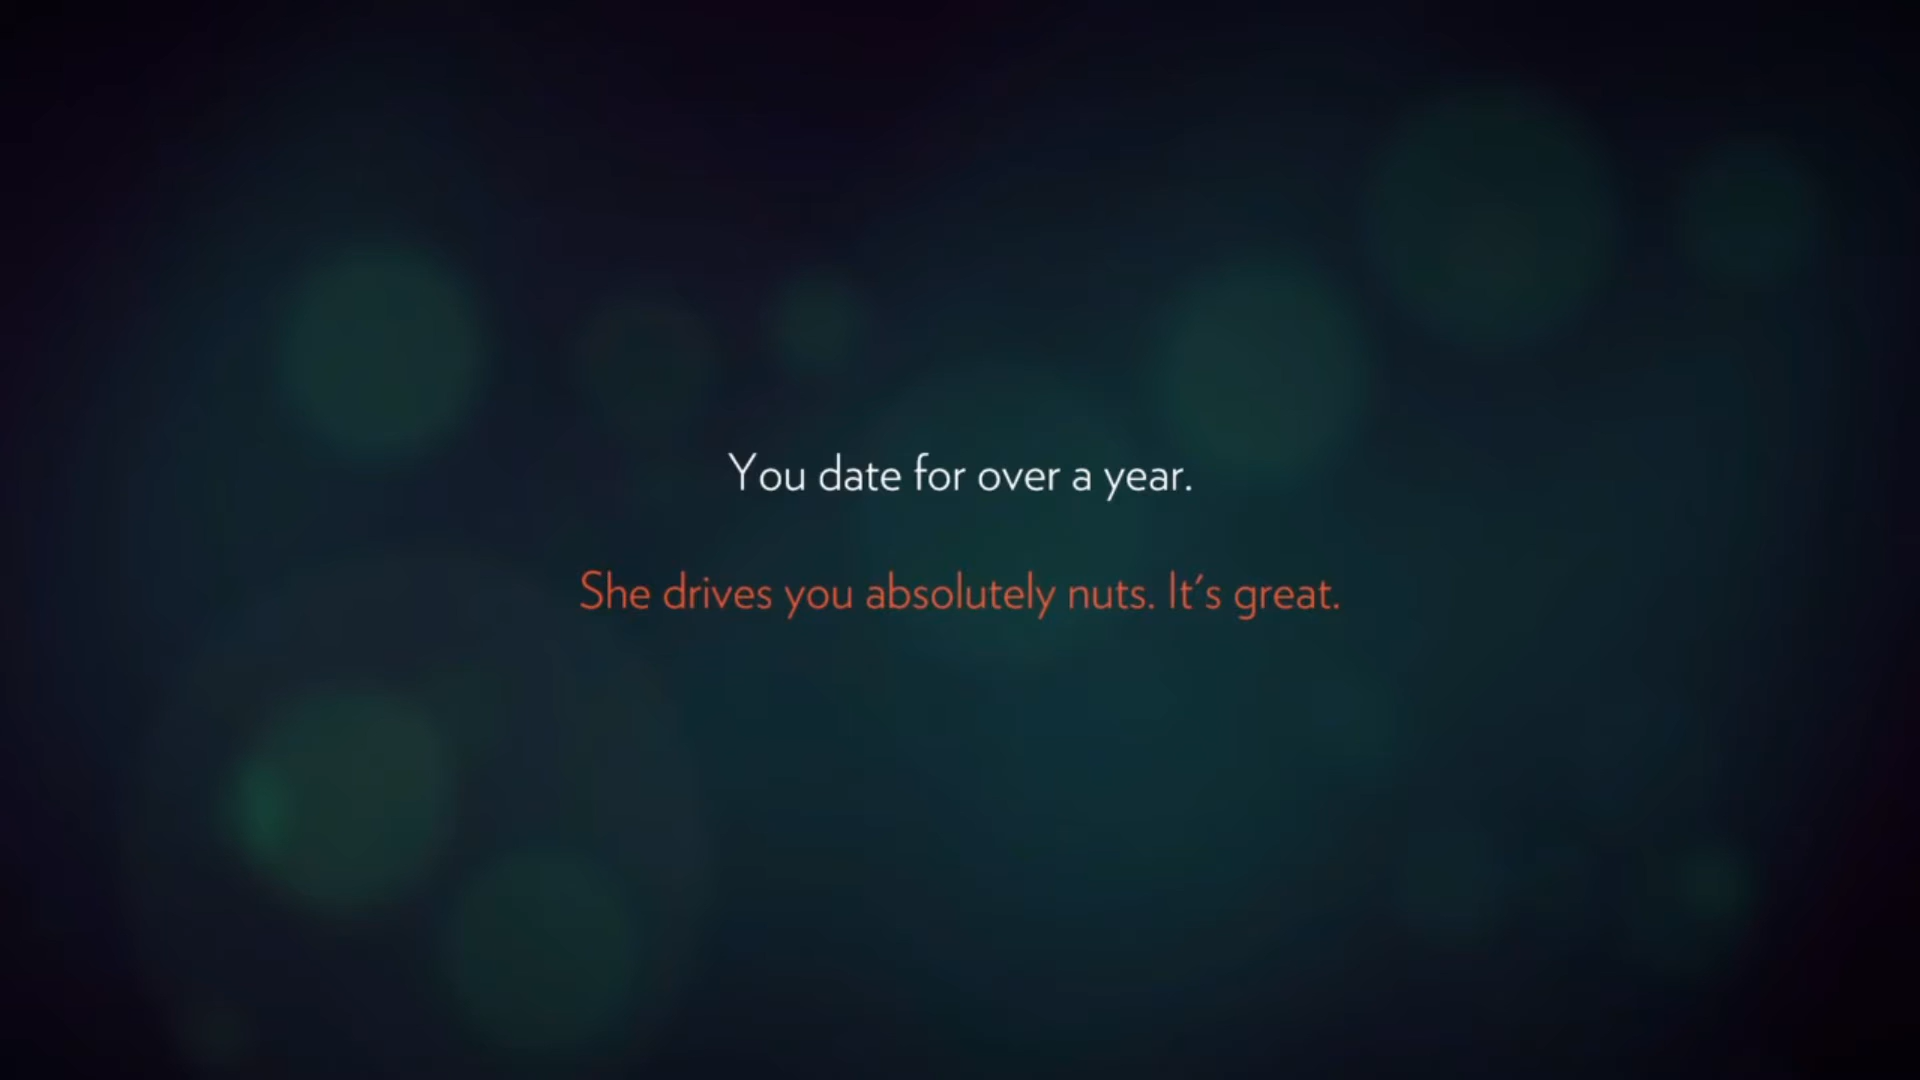 You date for over a year.
She drives you absolutely nuts. It's great.